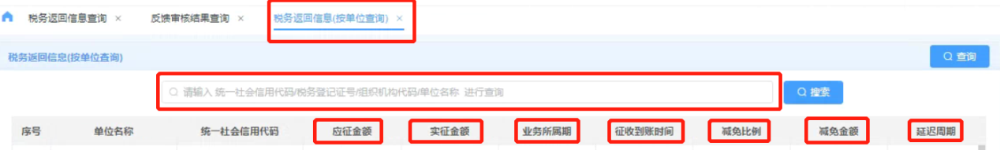 税务返回信息查询 × 反馈审核结果查询 × 税务返回信息(按单位查询) ×
税务返回信息(按单位查询) 查询
请输入 统一社会信用代码/税务登记证号/组织机构代码/单位名称 进行查询 搜索
序号 单位名称 统一社会信用代码 应征金额 实征金额 业务所属期 征收到账时间 减免比例 减免金额 延迟周期